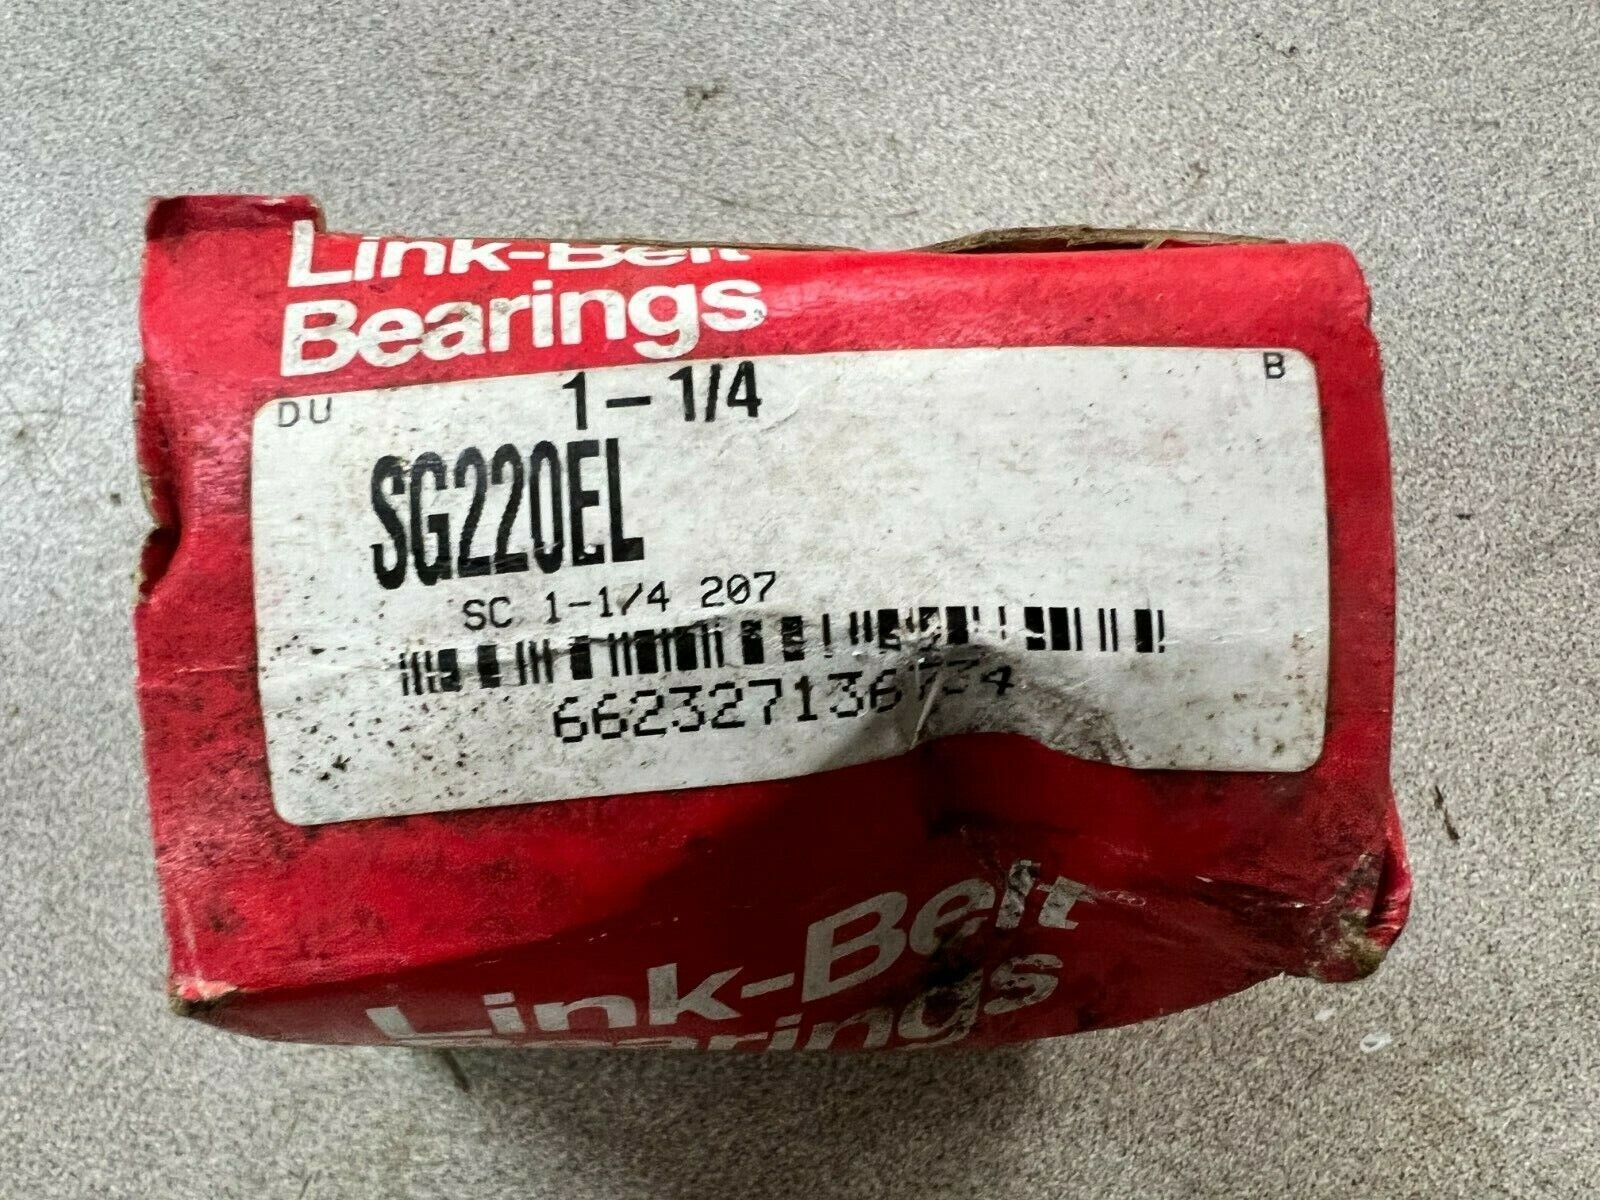 Link-Belt
Bearings
DU 1-1/4 B
SG220EL
SC 1-1/4 207
Link-Belt
Bearings